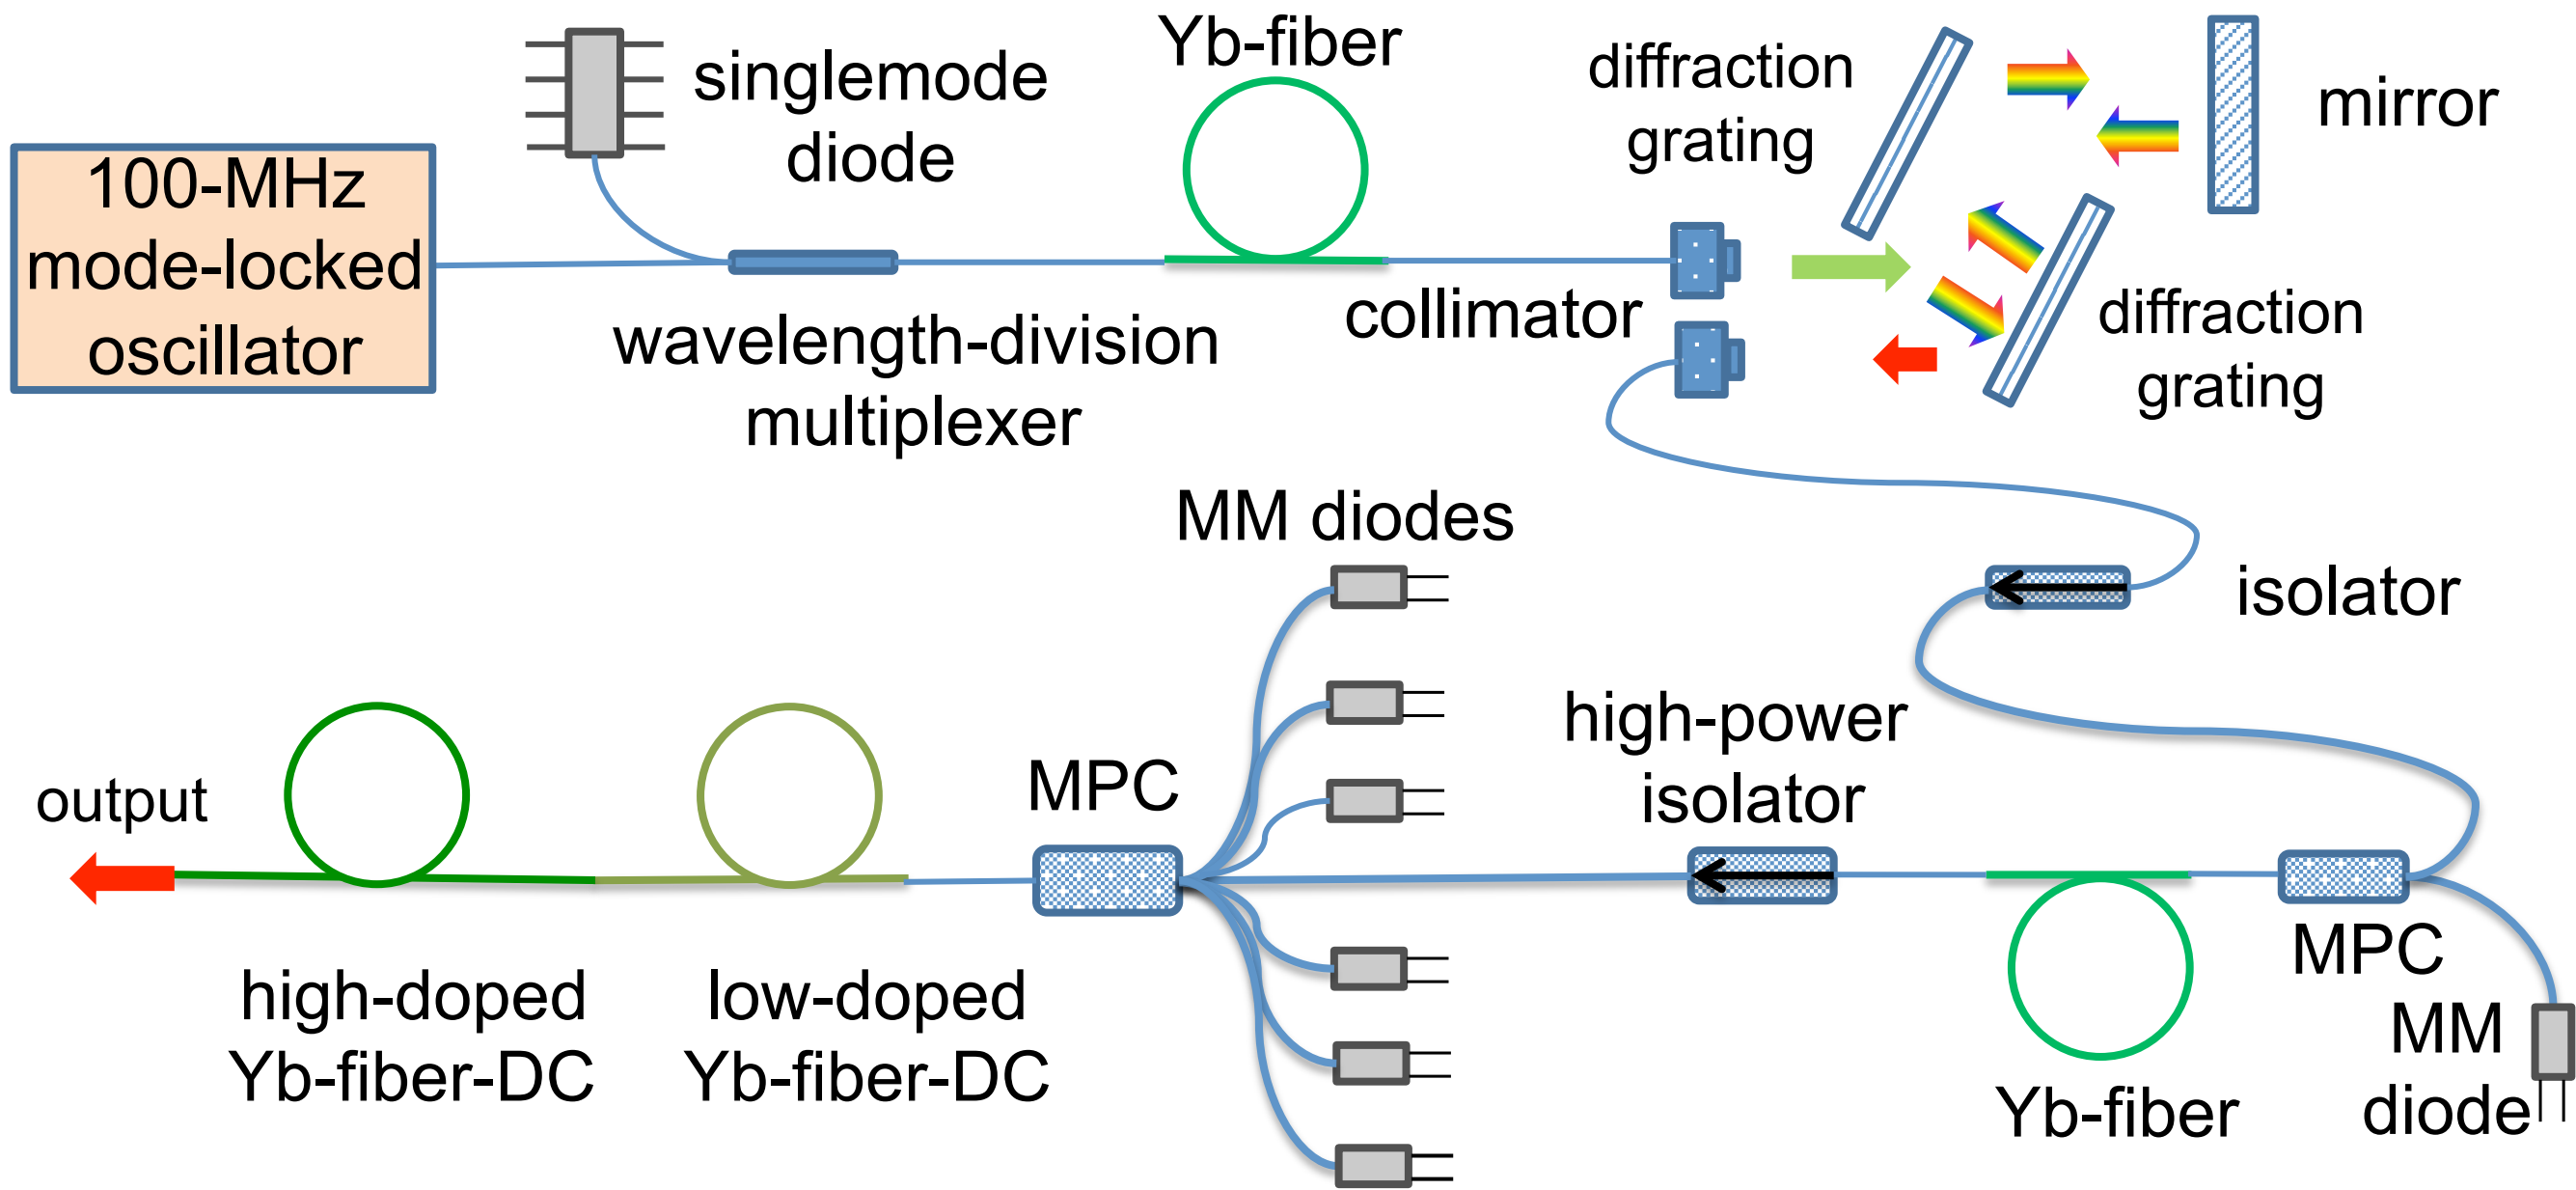 100-MHz
mode-locked
oscillator
singlemode
diode
Yb-fiber
diffraction
grating
mirror
wavelength-division
multiplexer
collimator
diffraction
grating
MM diodes
isolator
high-power
isolator
MPC
output
high-doped
Yb-fiber-DC
low-doped
Yb-fiber-DC
MPC
MM
diode
Yb-fiber